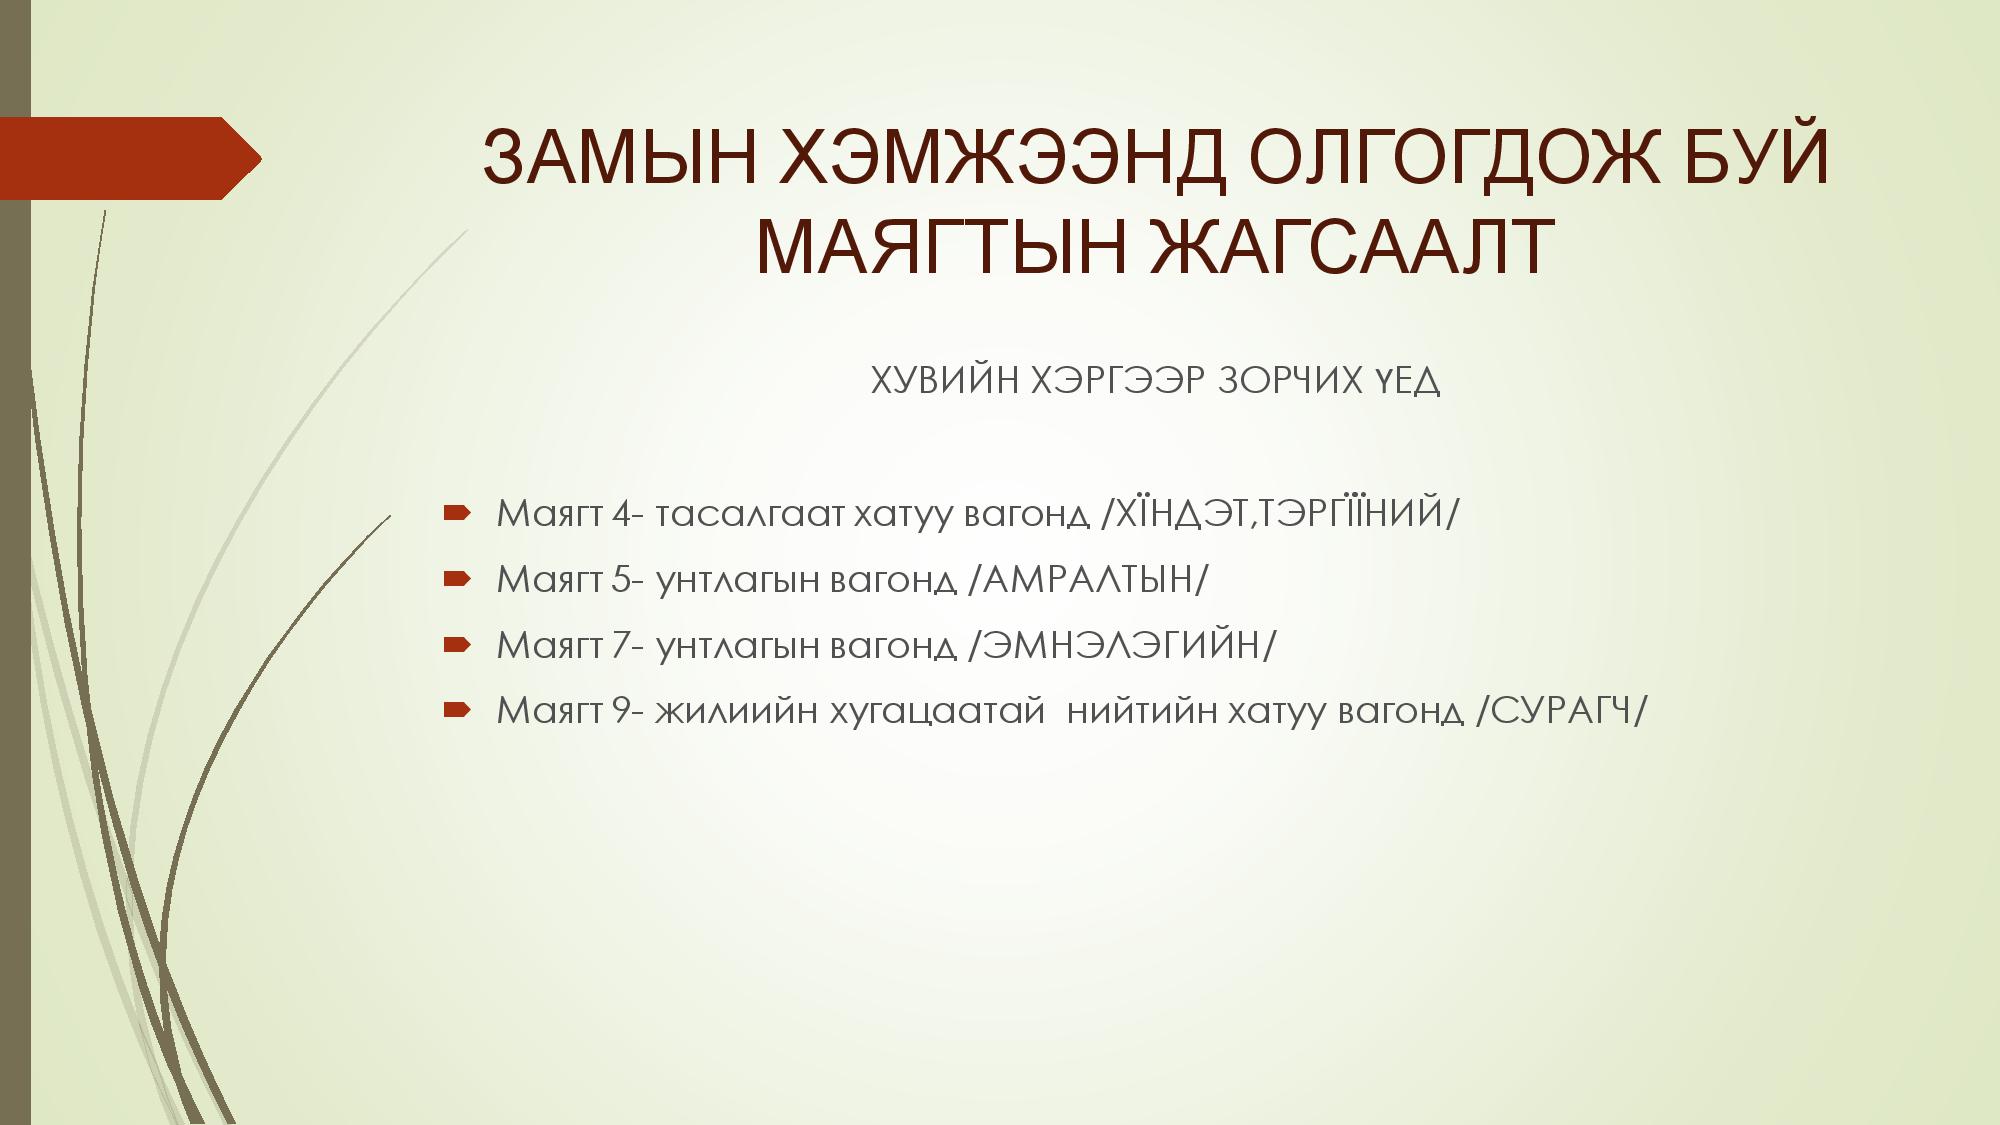 ЗАМЫН ХЭМЖЭЭНД ОЛГОГДОЖ БУЙ
МАЯГТЫН ЖАГСААЛТ
ХУВИЙН ХЭРГЭЭР ЗОРЧИХ ҮЕД
Маягт 4- тасалгаат хатуу вагонд /ХЇНДЭТ,ТЭРГЇЇНИЙ/
Маягт 5- унтлагын вагонд /АМРАЛТЫН/
Маягт 7- унтлагын вагонд /ЭМНЭЛЭГИЙН/
Маягт 9- жилиийн хугацаатай  нийтийн хатуу вагонд /СУРАГЧ/